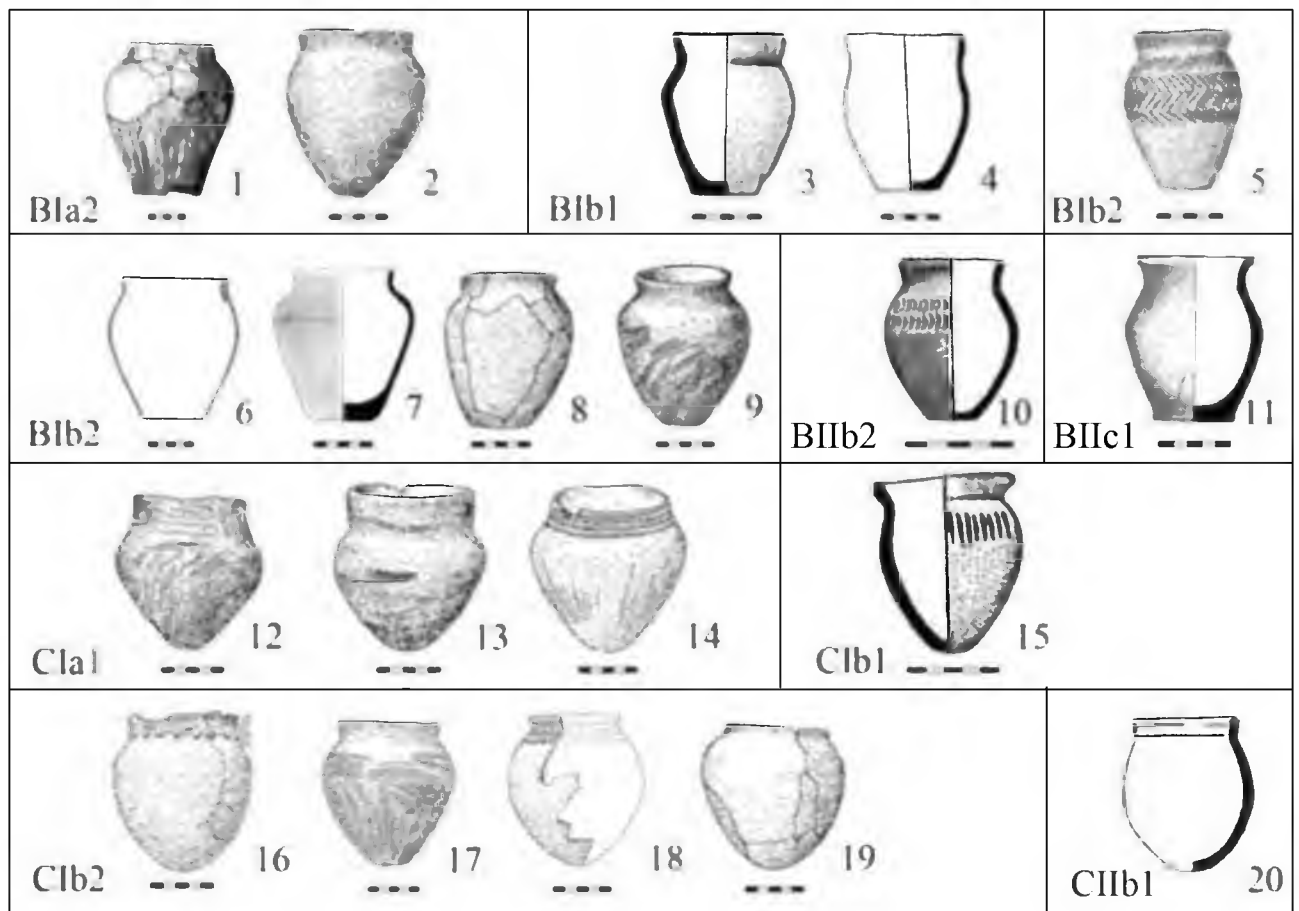 1 2 3 4 5
BIa2 BIb1 BIb2
6 7 8 9 10 11
BIb2 BIIb2 BIIc1
12 13 14 15
CIa1 CIb1
16 17 18 19
CIb2 CIIb1 20